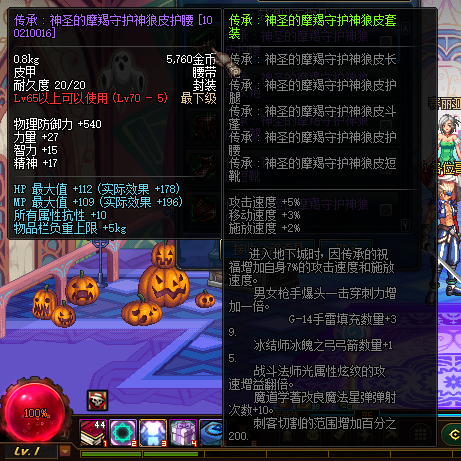 传承：神圣的摩羯守护神狼皮护腰 [100210016]
0.8kg
5,760金币
皮甲
腰带
耐久度 20/20
封装
Lv65以上可以使用 (Lv70 - 5)
最下级
物理防御力 +540
力量 +27
智力 +15
精神 +17
HP 最大值 +112 (实际效果 +178)
MP 最大值 +109 (实际效果 +196)
所有属性抗性 +10
物品栏负重上限 +5kg
传承：神圣的摩羯守护神狼皮套装
传承：神圣的摩羯守护神狼皮长
传承：神圣的摩羯守护神狼皮护腿
传承：神圣的摩羯守护神狼皮斗蓬
传承：神圣的摩羯守护神狼皮护腰
传承：神圣的摩羯守护神狼皮短靴
攻击速度 +5%
移动速度 +3%
施放速度 +2%
进入地下城时，因传承的祝
福增加自身7%的攻击速度和施放
速度。
男女枪手爆头一击穿刺力增
加一倍。
G-14手雷填充数量+3
9.
冰结师冰魄之弓弓箭数量+1
5.
战斗法师光属性炫纹的攻
速增益翻倍。
魔道学著改良魔法星弹弹射
次数+10。
刺客切割的范围增加百分之
200.
100%
44
1
2
3
Lv.1